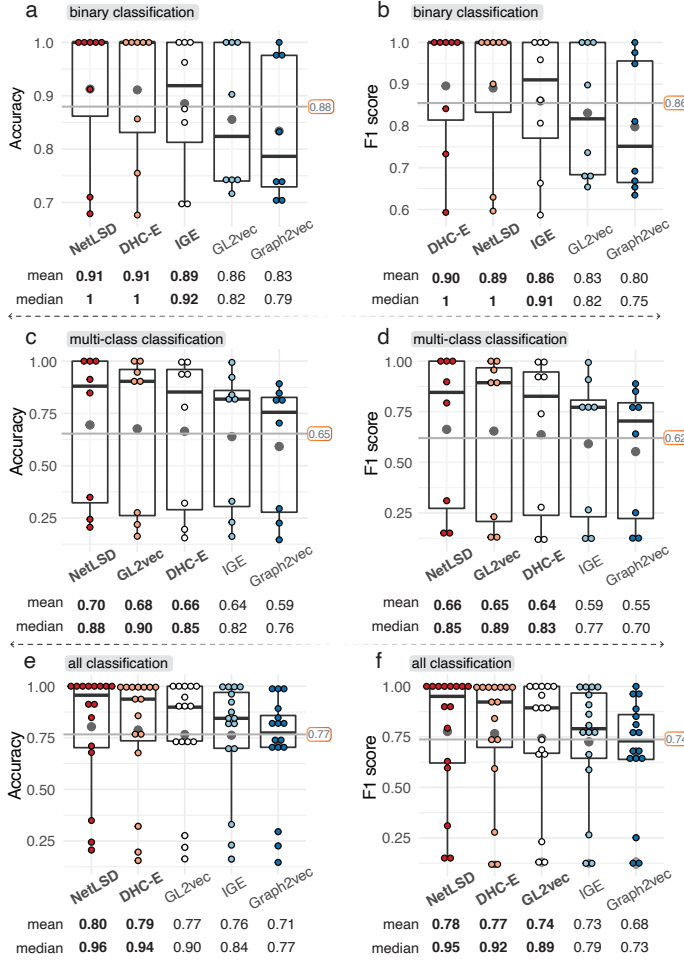 a binary classification
Accuracy
1.0
0.9
0.8
0.7
0.88
NetLSD DHC-E IGE GL2vec Graph2vec
mean 0.91 0.91 0.89 0.86 0.83
median 1 1 0.92 0.82 0.79
b binary classification
F1 score
1.0
0.9
0.8
0.7
0.6
0.86
DHC-E NetLSD IGE GL2vec Graph2vec
mean 0.90 0.89 0.86 0.83 0.80
median 1 1 0.91 0.82 0.75
c multi-class classification
Accuracy
1.00
0.75
0.50
0.25
0.65
NetLSD GL2vec DHC-E IGE Graph2vec
mean 0.70 0.68 0.66 0.64 0.59
median 0.88 0.90 0.85 0.82 0.76
d multi-class classification
F1 score
1.00
0.75
0.50
0.25
0.62
NetLSD GL2vec DHC-E IGE Graph2vec
mean 0.66 0.65 0.64 0.59 0.55
median 0.85 0.89 0.83 0.77 0.70
e all classification
Accuracy
1.00
0.75
0.50
0.25
0.77
NetLSD DHC-E GL2vec IGE Graph2vec
mean 0.80 0.79 0.77 0.76 0.71
median 0.96 0.94 0.90 0.84 0.77
f all classification
F1 score
1.00
0.75
0.50
0.25
0.74
NetLSD DHC-E GL2vec IGE Graph2vec
mean 0.78 0.77 0.74 0.73 0.68
median 0.95 0.92 0.89 0.79 0.73